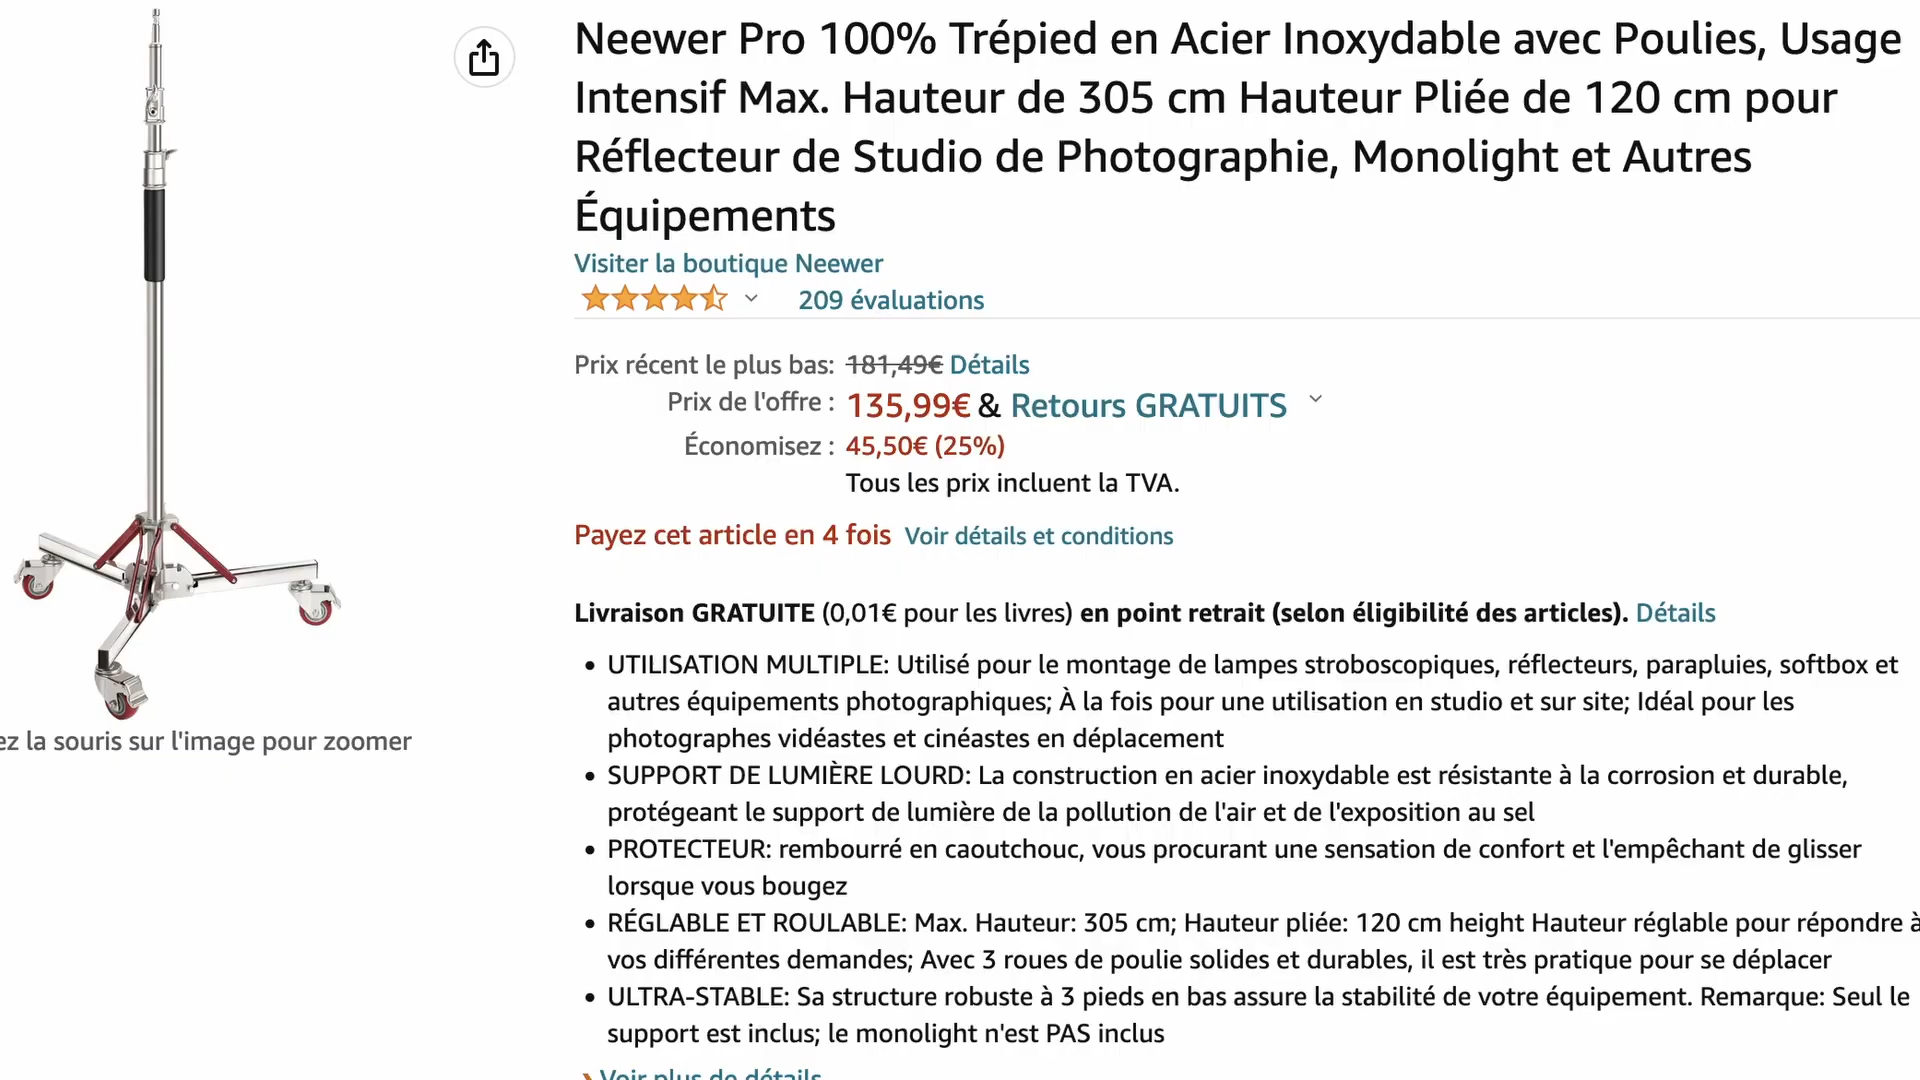 Neewer Pro 100% Trépied en Acier Inoxydable avec Poulies, Usage
Intensif Max. Hauteur de 305 cm Hauteur Pliée de 120 cm pour
Réflecteur de Studio de Photographie, Monolight et Autres
Équipements
Visiter la boutique Neewer
209 évaluations
Prix récent le plus bas: 181,49€ Détails
Prix de l'offre : 135,99€ & Retours GRATUITS
Économisez : 45,50€ (25%)
Tous les prix incluent la TVA.
Payez cet article en 4 fois Voir détails et conditions
Livraison GRATUITE (0,01€ pour les livres) en point retrait (selon éligibilité des articles). Détails
• UTILISATION MULTIPLE: Utilisé pour le montage de lampes stroboscopiques, réflecteurs, parapluies, softbox et
autres équipements photographiques; À la fois pour une utilisation en studio et sur site; Idéal pour les
photographes vidéastes et cinéastes en déplacement
• SUPPORT DE LUMIÈRE LOURD: La construction en acier inoxydable est résistante à la corrosion et durable,
protégeant le support de lumière de la pollution de l'air et de l'exposition au sel
• PROTECTEUR: rembourré en caoutchouc, vous procurant une sensation de confort et l'empêchant de glisser
lorsque vous bougez
• RÉGLABLE ET ROULABLE: Max. Hauteur: 305 cm; Hauteur pliée: 120 cm height Hauteur réglable pour répondre à
vos différentes demandes; Avec 3 roues de poulie solides et durables, il est très pratique pour se déplacer
• ULTRA-STABLE: Sa structure robuste à 3 pieds en bas assure la stabilité de votre équipement. Remarque: Seul le
support est inclus; le monolight n'est PAS inclus
Voir plus de détails
ez la souris sur l'image pour zoomer